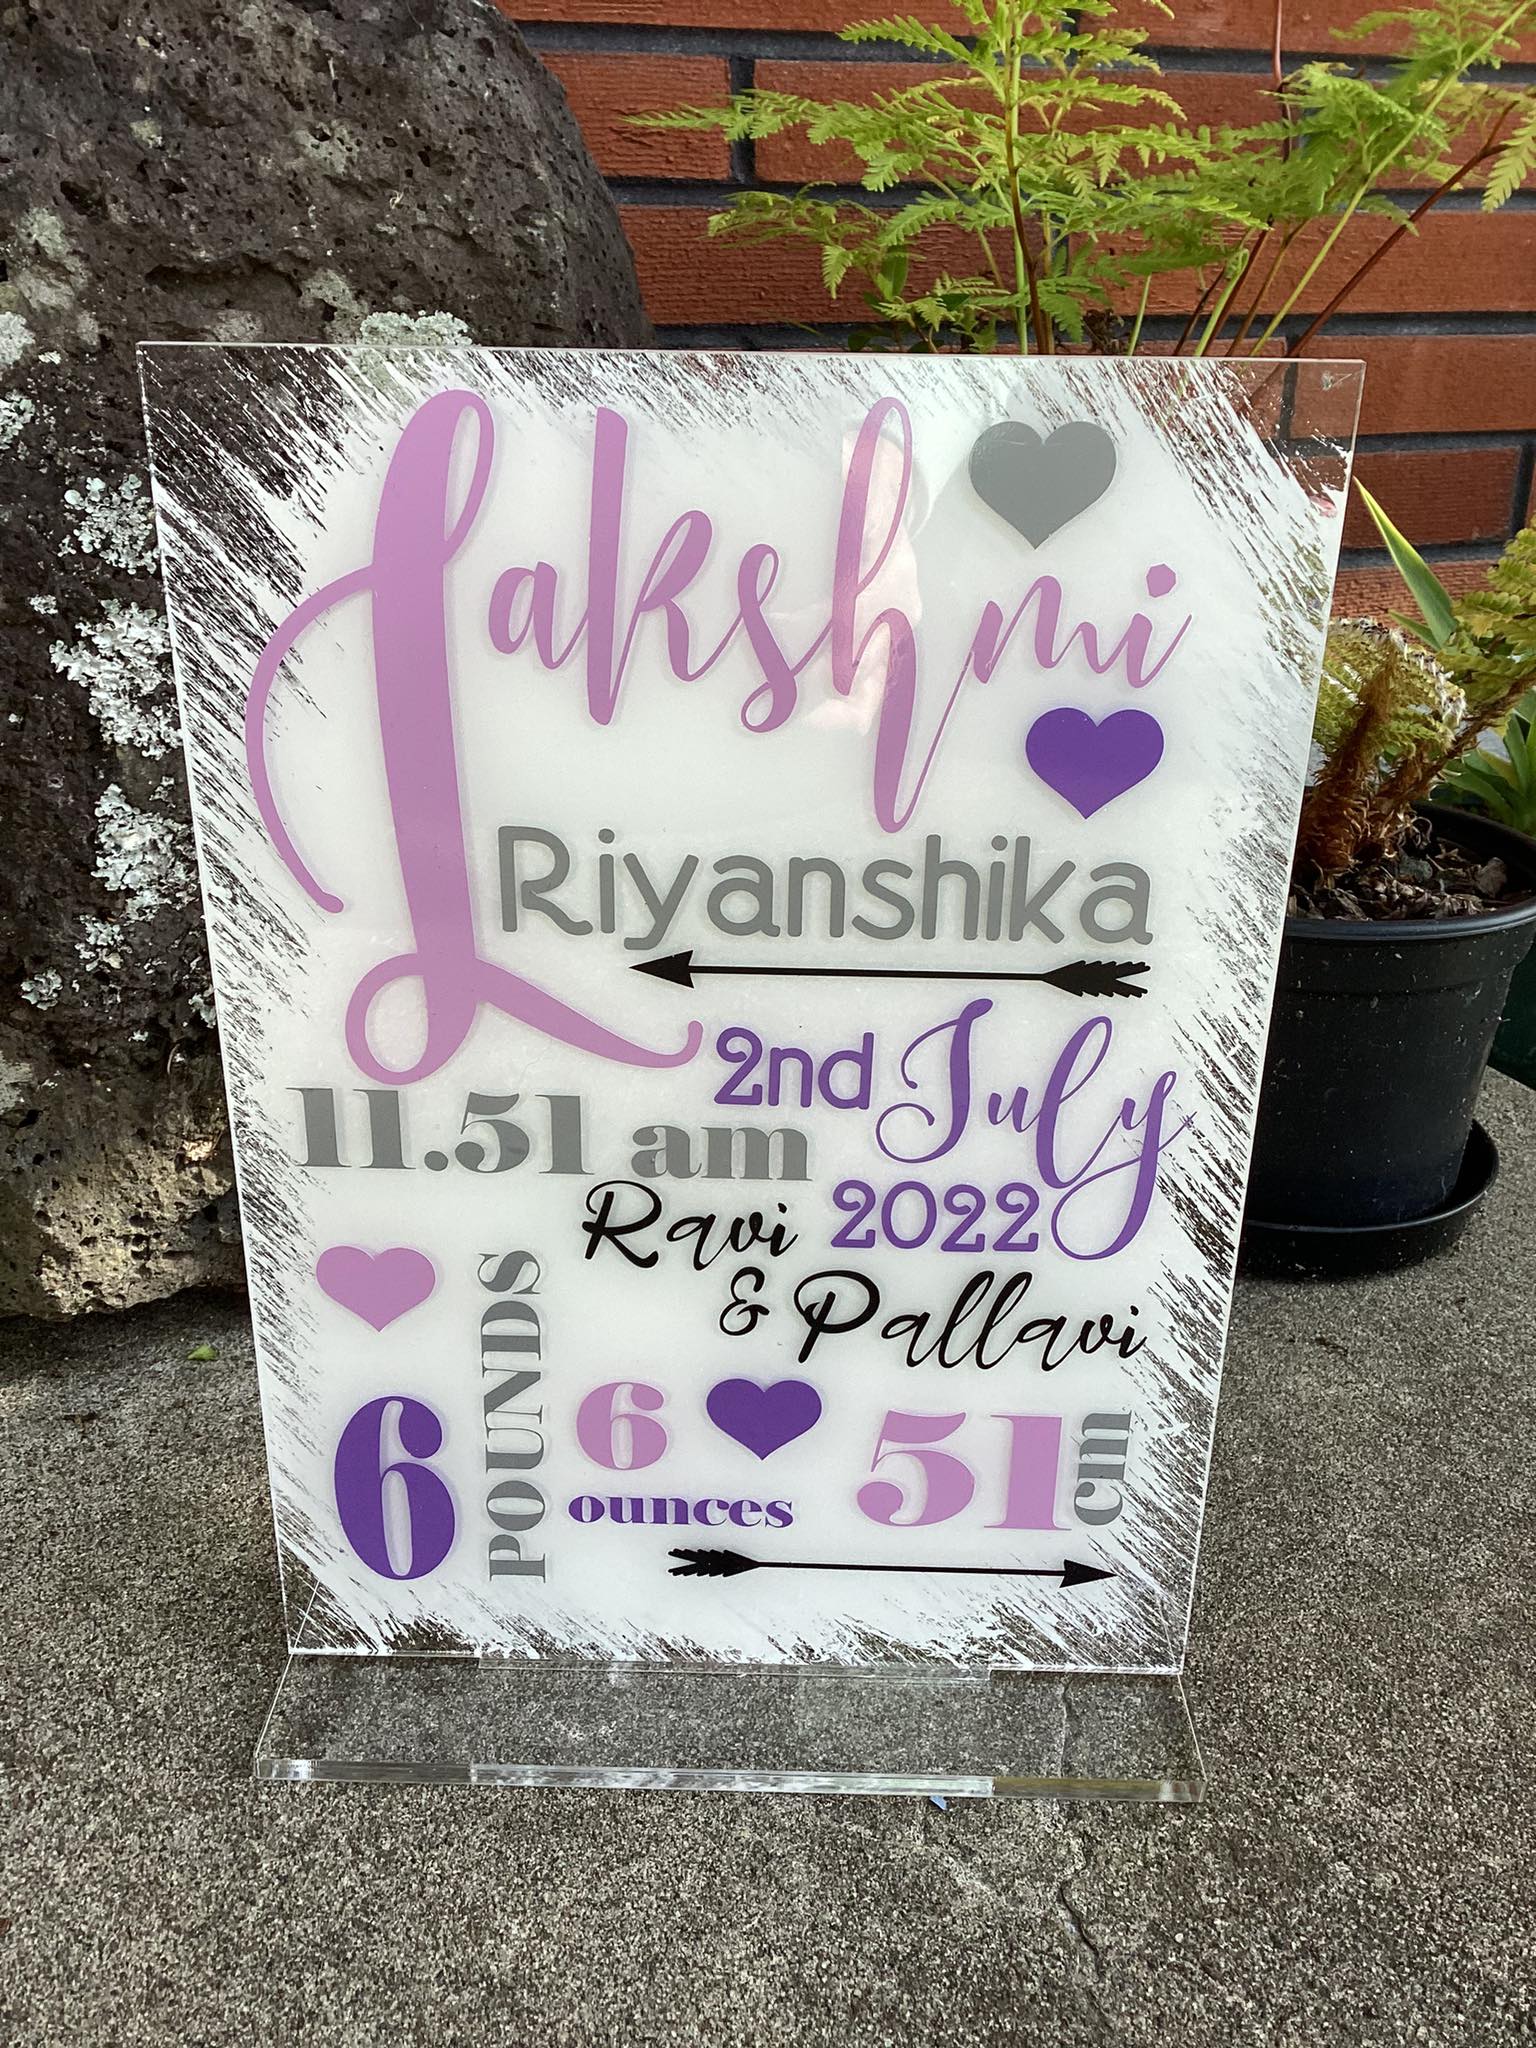 Lakshmi
Riyanshika
2nd July
2022
11.51 am
Ravi
& Pallavi
6 POUNDS
6
ounces
51 cm